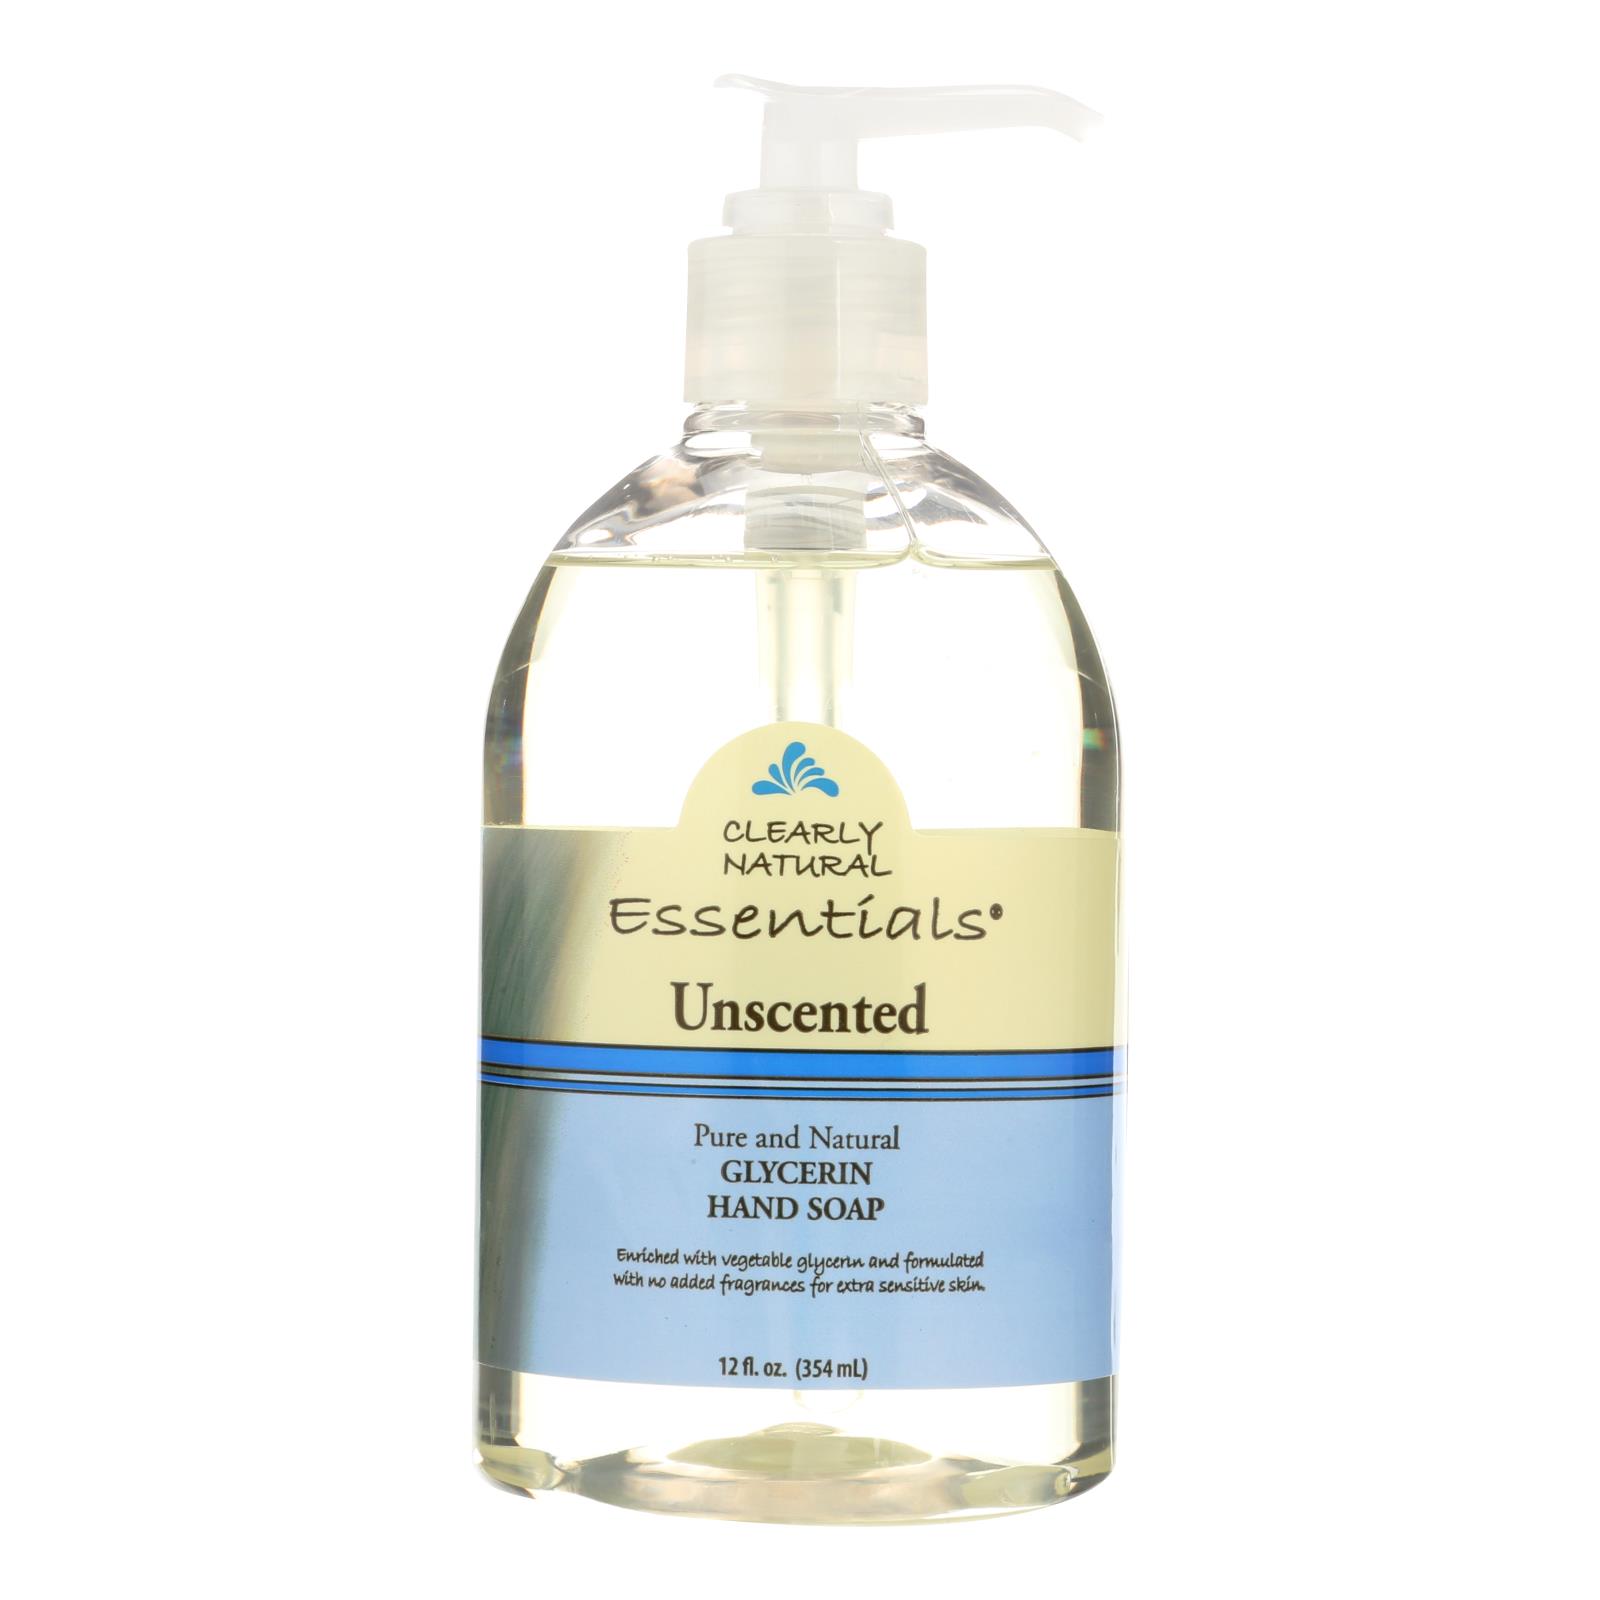 CLEARLY
NATURAL
Essentials®
Unscented
Pure and Natural
GLYCERIN
HAND SOAP
Enriched with vegetable glycerin and formulated
with no added fragrances for extra sensitive skin.
12 fl. oz. (354 mL)